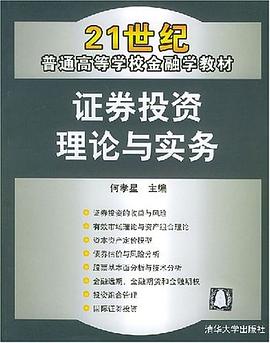 21世纪
普通高等学校金融学教材
证券投资
理论与实务
何孝星 主编
证券投资的收益与风险
有效市场理论与资产组合理论
资本资产定价模型
债券估价与风险分析
股票基本面分析与技术分析
金融远期、金融期货和金融期权
投资组合管理
国际证券投资
清华大学出版社